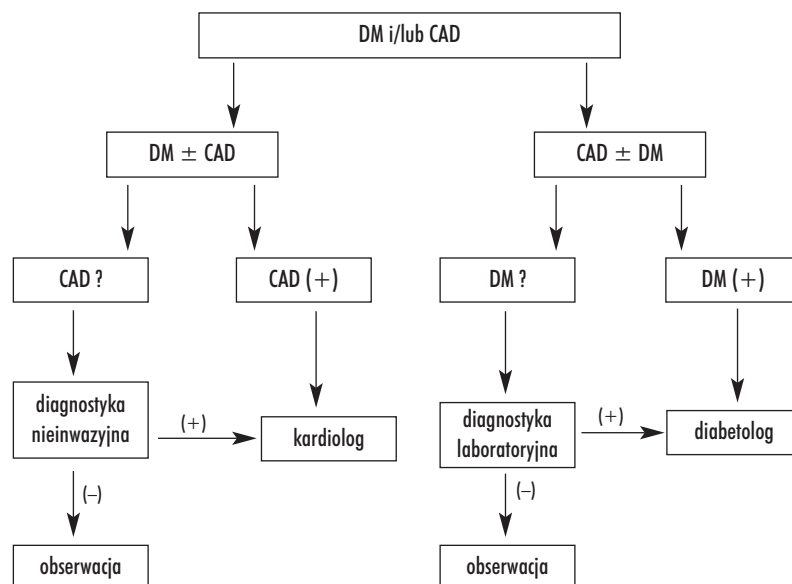 DM i/lub CAD
DM ± CAD
CAD ± DM
CAD ?
CAD (+)
DM ?
DM (+)
diagnostyka
nieinwazyjna
(+)
kardiolog
diagnostyka
laboratoryjna
(+)
diabetolog
(–)
(–)
obserwacja
obserwacja